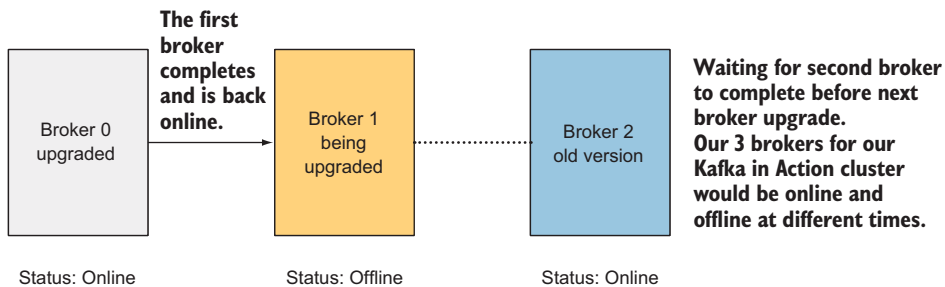 The first
broker
completes
and is back
online.
Broker 0
upgraded
Broker 1
being
upgraded
Broker 2
old version
Waiting for second broker
to complete before next
broker upgrade.
Our 3 brokers for our
Kafka in Action cluster
would be online and
offline at different times.
Status: Online
Status: Offline
Status: Online